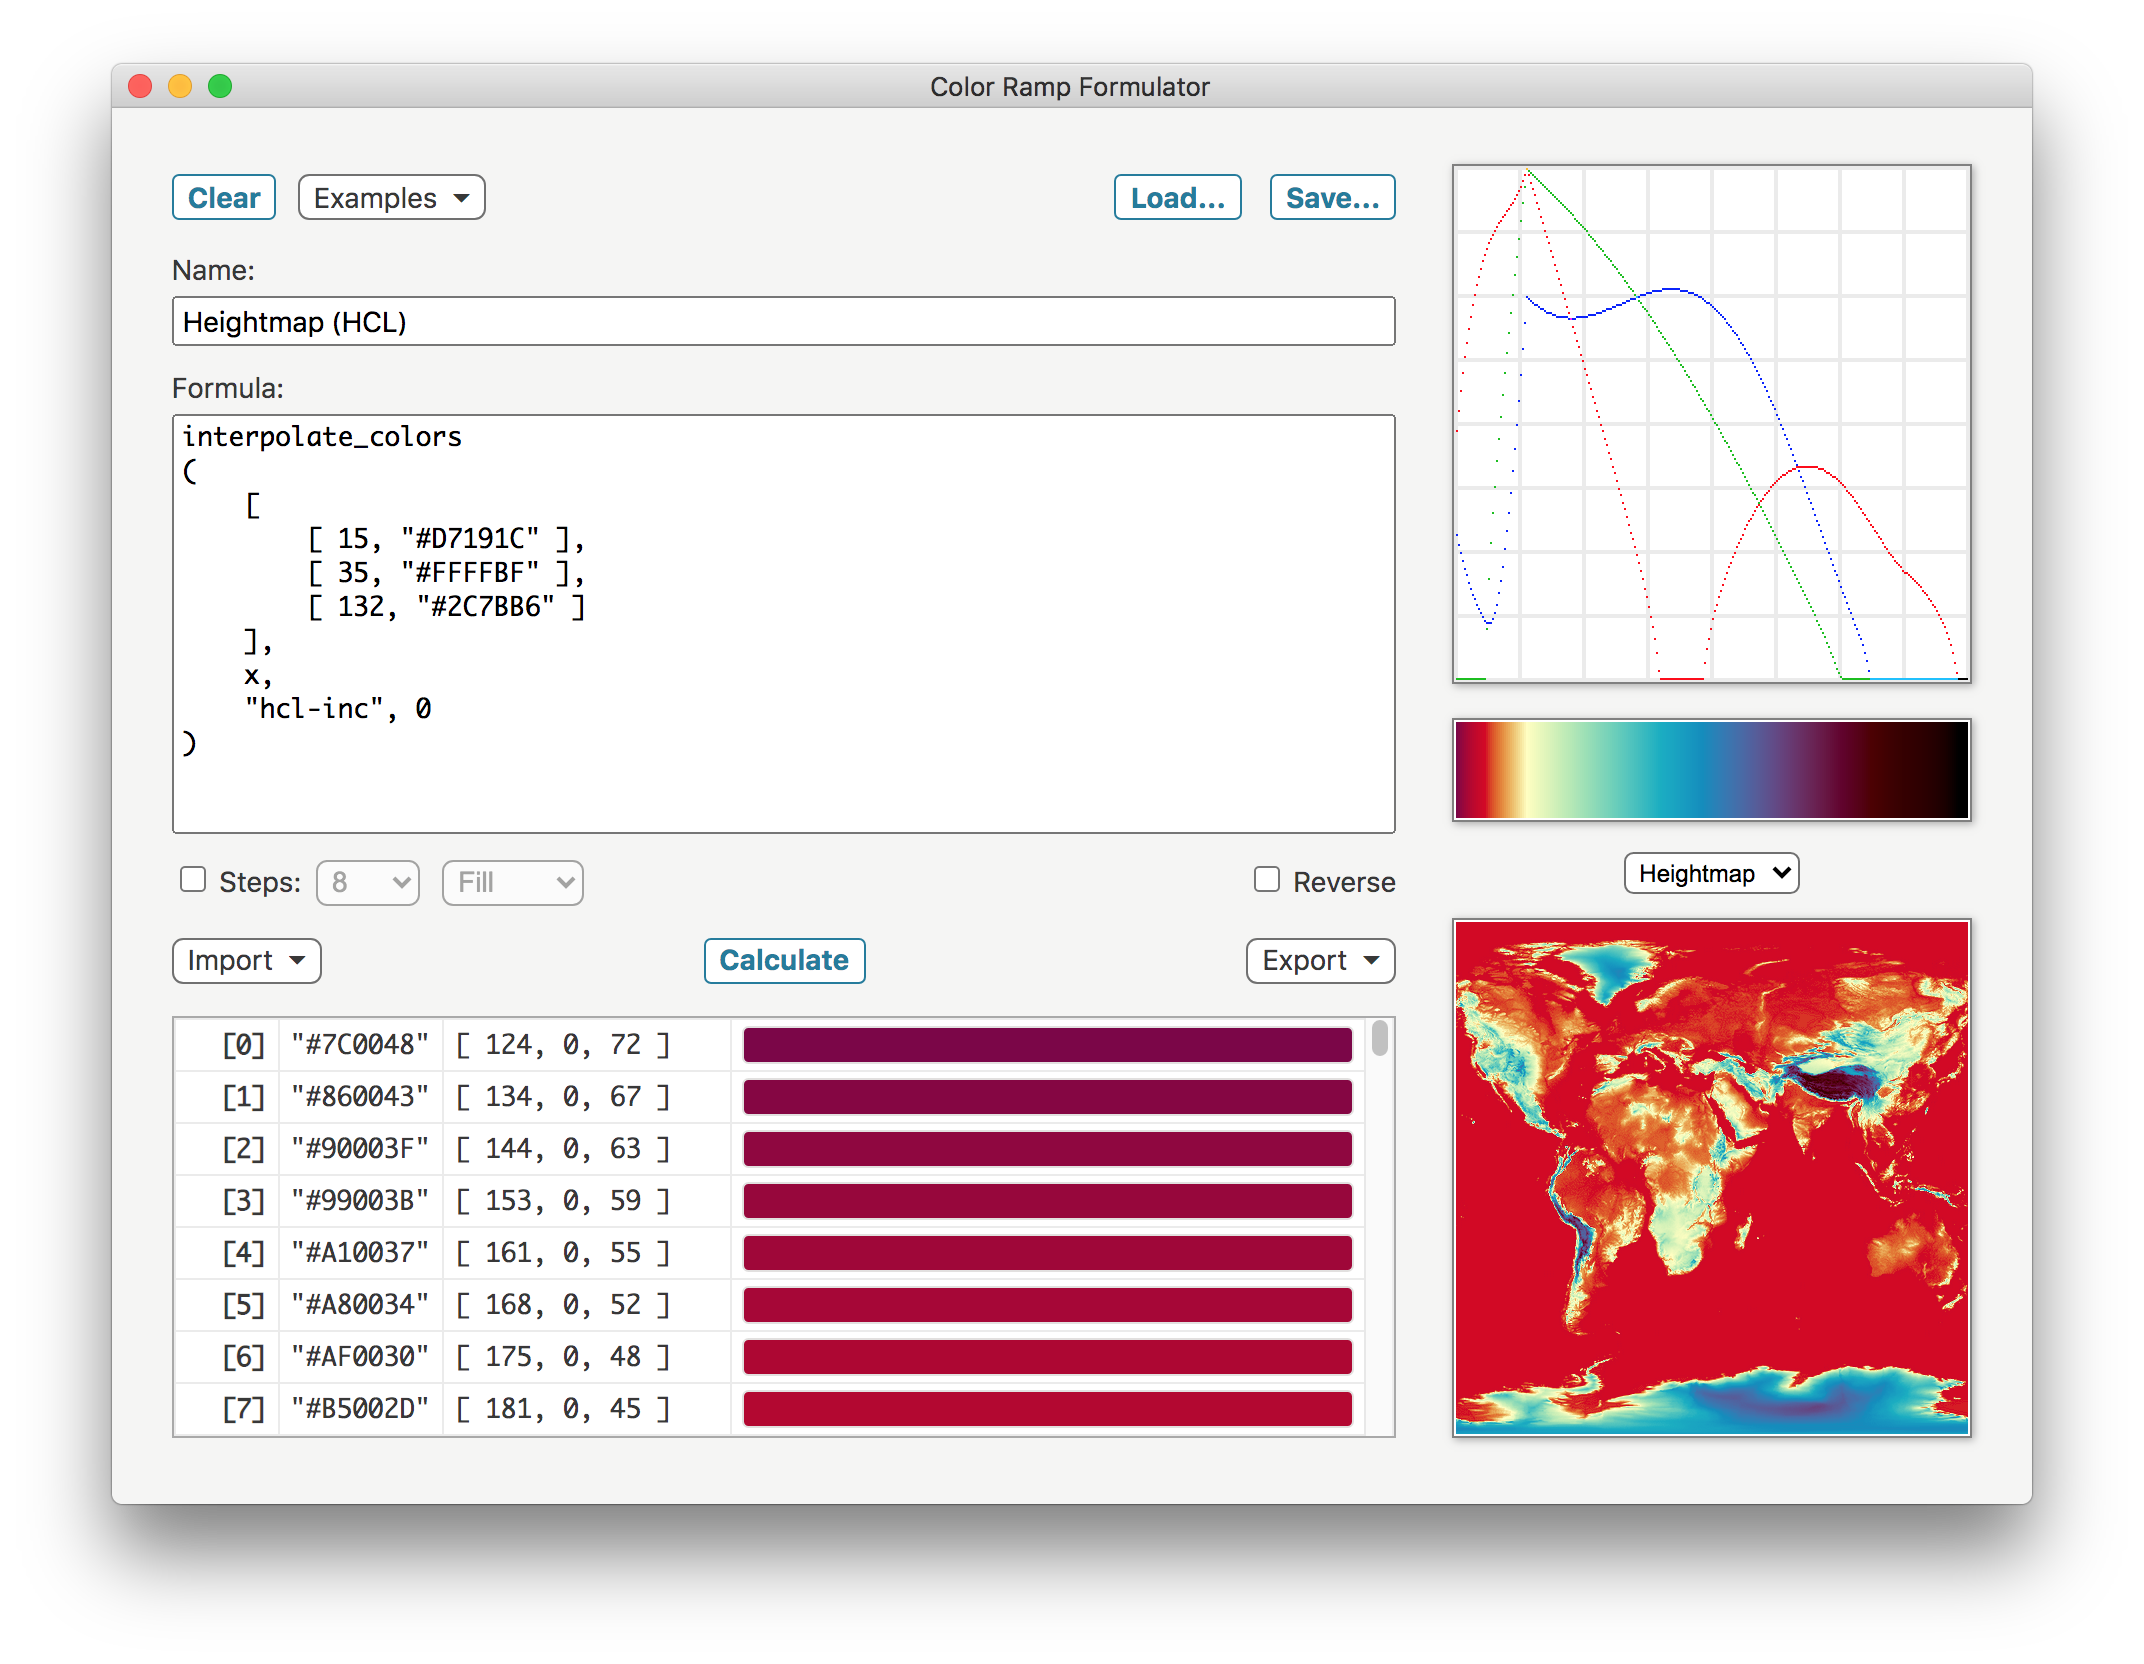 Color Ramp Formulator
Clear Examples Load... Save...
Name:
Heightmap (HCL)
Formula:
interpolate_colors
(
    [
        [ 15, "#D7191C" ],
        [ 35, "#FFFFBF" ],
        [ 132, "#2C7BB6" ]
    ],
    x,
    "hcl-inc", 0
)
Steps: 8 Fill Reverse
Import Calculate Export
[0] "#7C0048" [ 124, 0, 72 ]
[1] "#860043" [ 134, 0, 67 ]
[2] "#90003F" [ 144, 0, 63 ]
[3] "#99003B" [ 153, 0, 59 ]
[4] "#A10037" [ 161, 0, 55 ]
[5] "#A80034" [ 168, 0, 52 ]
[6] "#AF0030" [ 175, 0, 48 ]
[7] "#B5002D" [ 181, 0, 45 ]
Heightmap